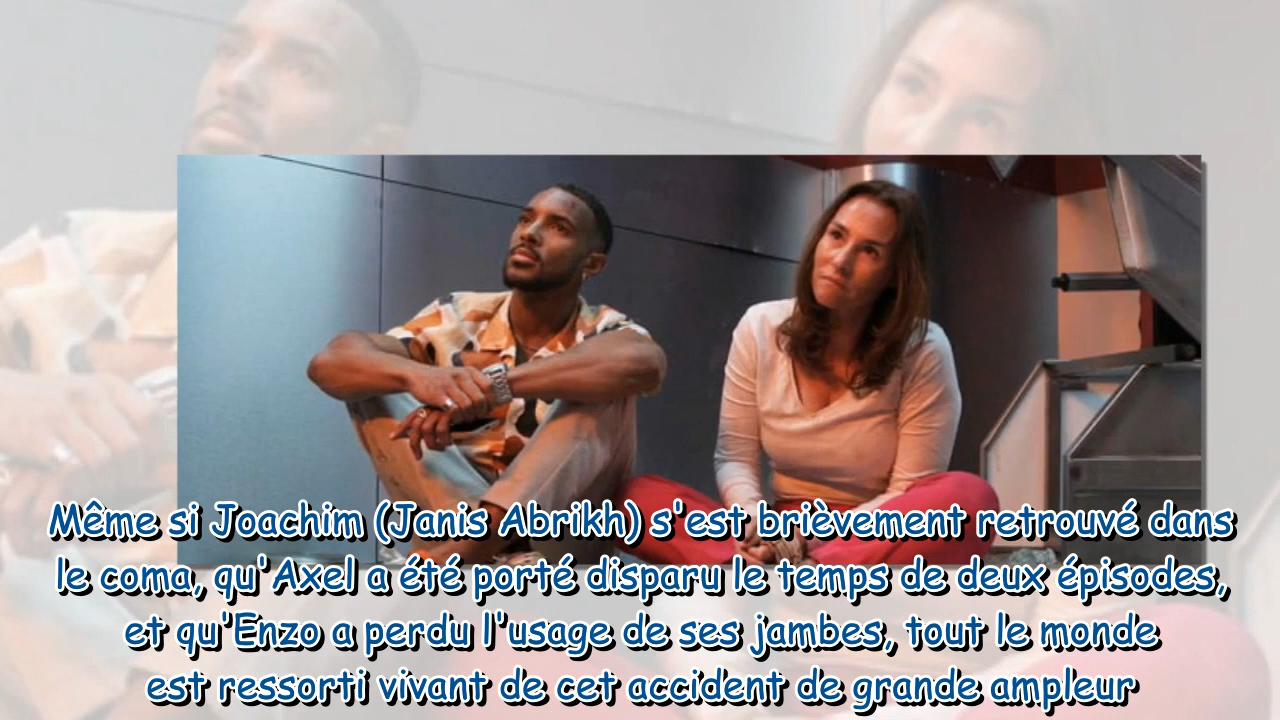 Même si Joachim (Janis Abrikh) s'est brièvement retrouvé dans
le coma, qu'Axel a été porté disparu le temps de deux épisodes,
et qu'Enzo a perdu l'usage de ses jambes, tout le monde
est ressorti vivant de cet accident de grande ampleur